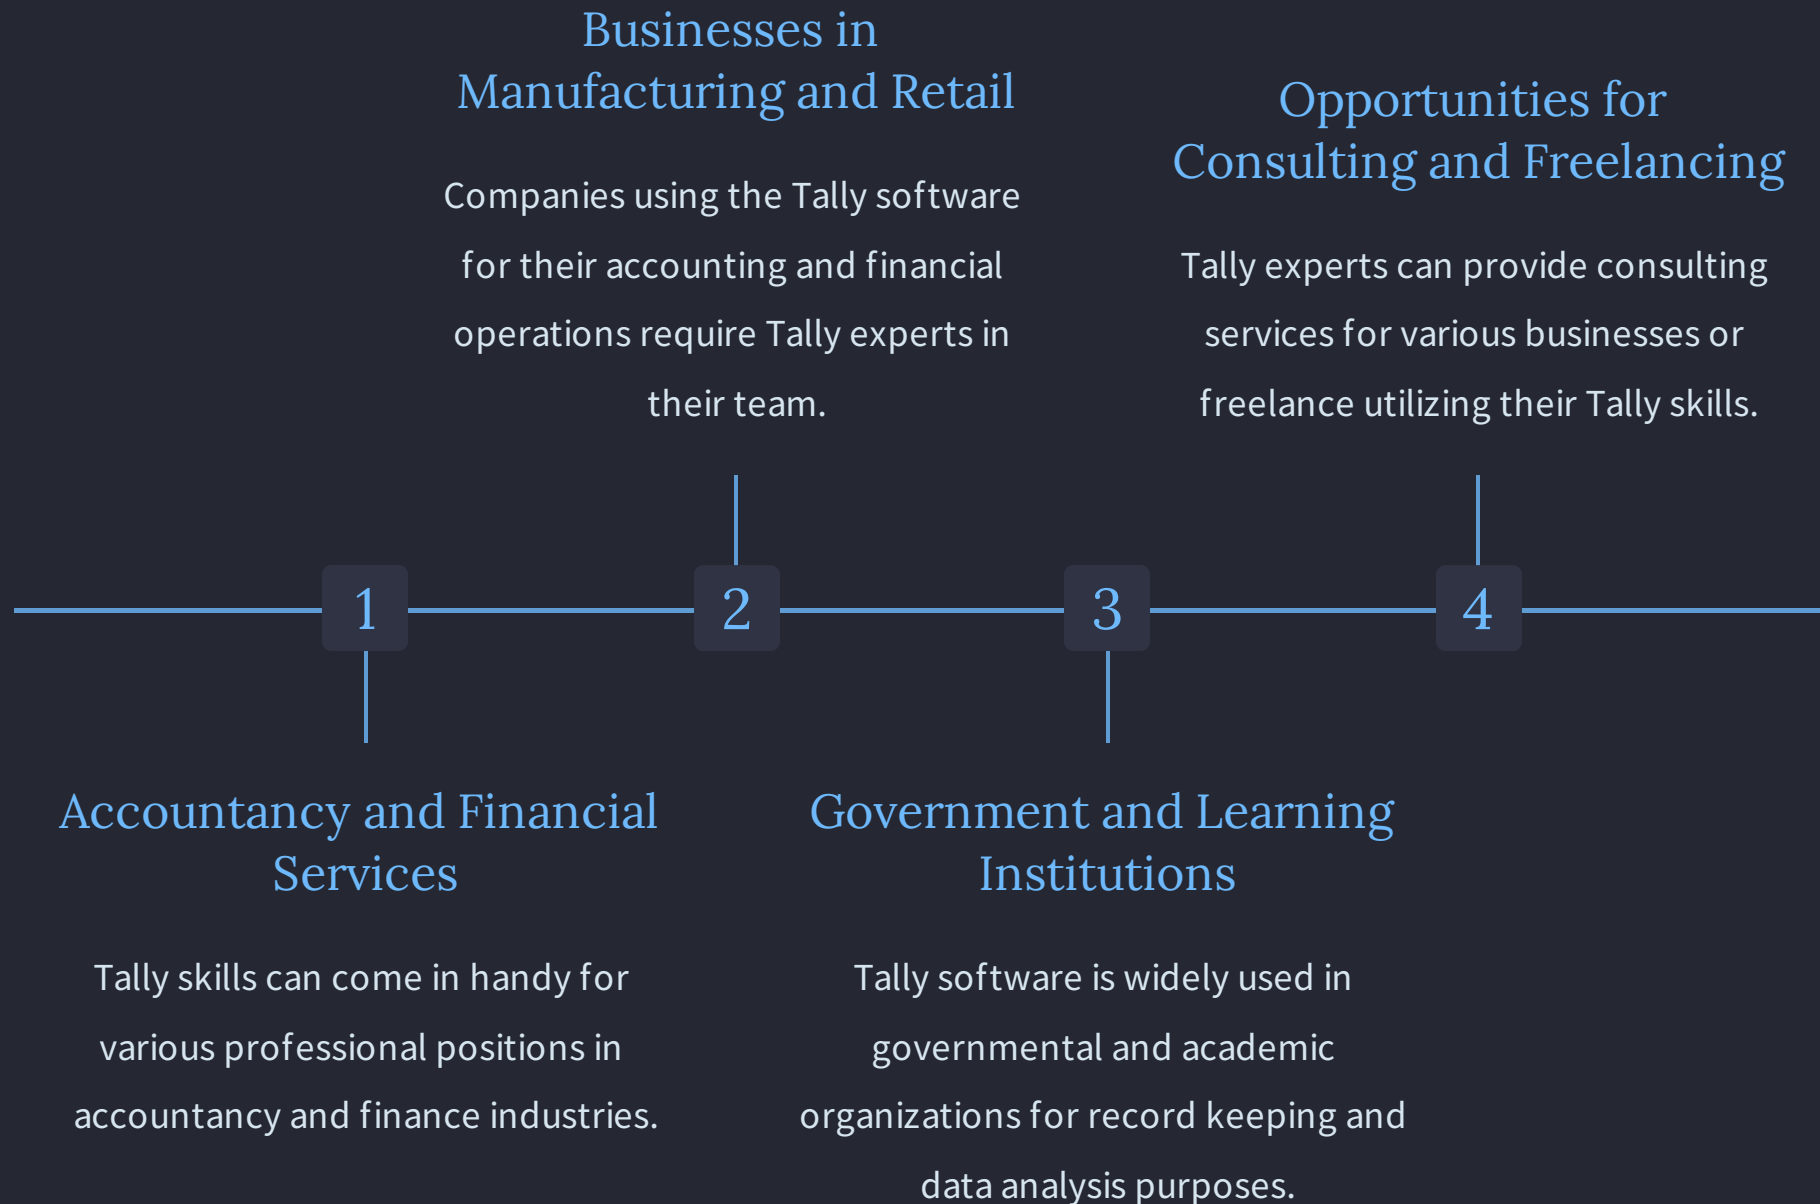 Businesses in
Manufacturing and Retail
Companies using the Tally software
for their accounting and financial
operations require Tally experts in
their team.
Opportunities for
Consulting and Freelancing
Tally experts can provide consulting
services for various businesses or
freelance utilizing their Tally skills.
1
2
3
4
Accountancy and Financial
Services
Tally skills can come in handy for
various professional positions in
accountancy and finance industries.
Government and Learning
Institutions
Tally software is widely used in
governmental and academic
organizations for record keeping and
data analysis purposes.